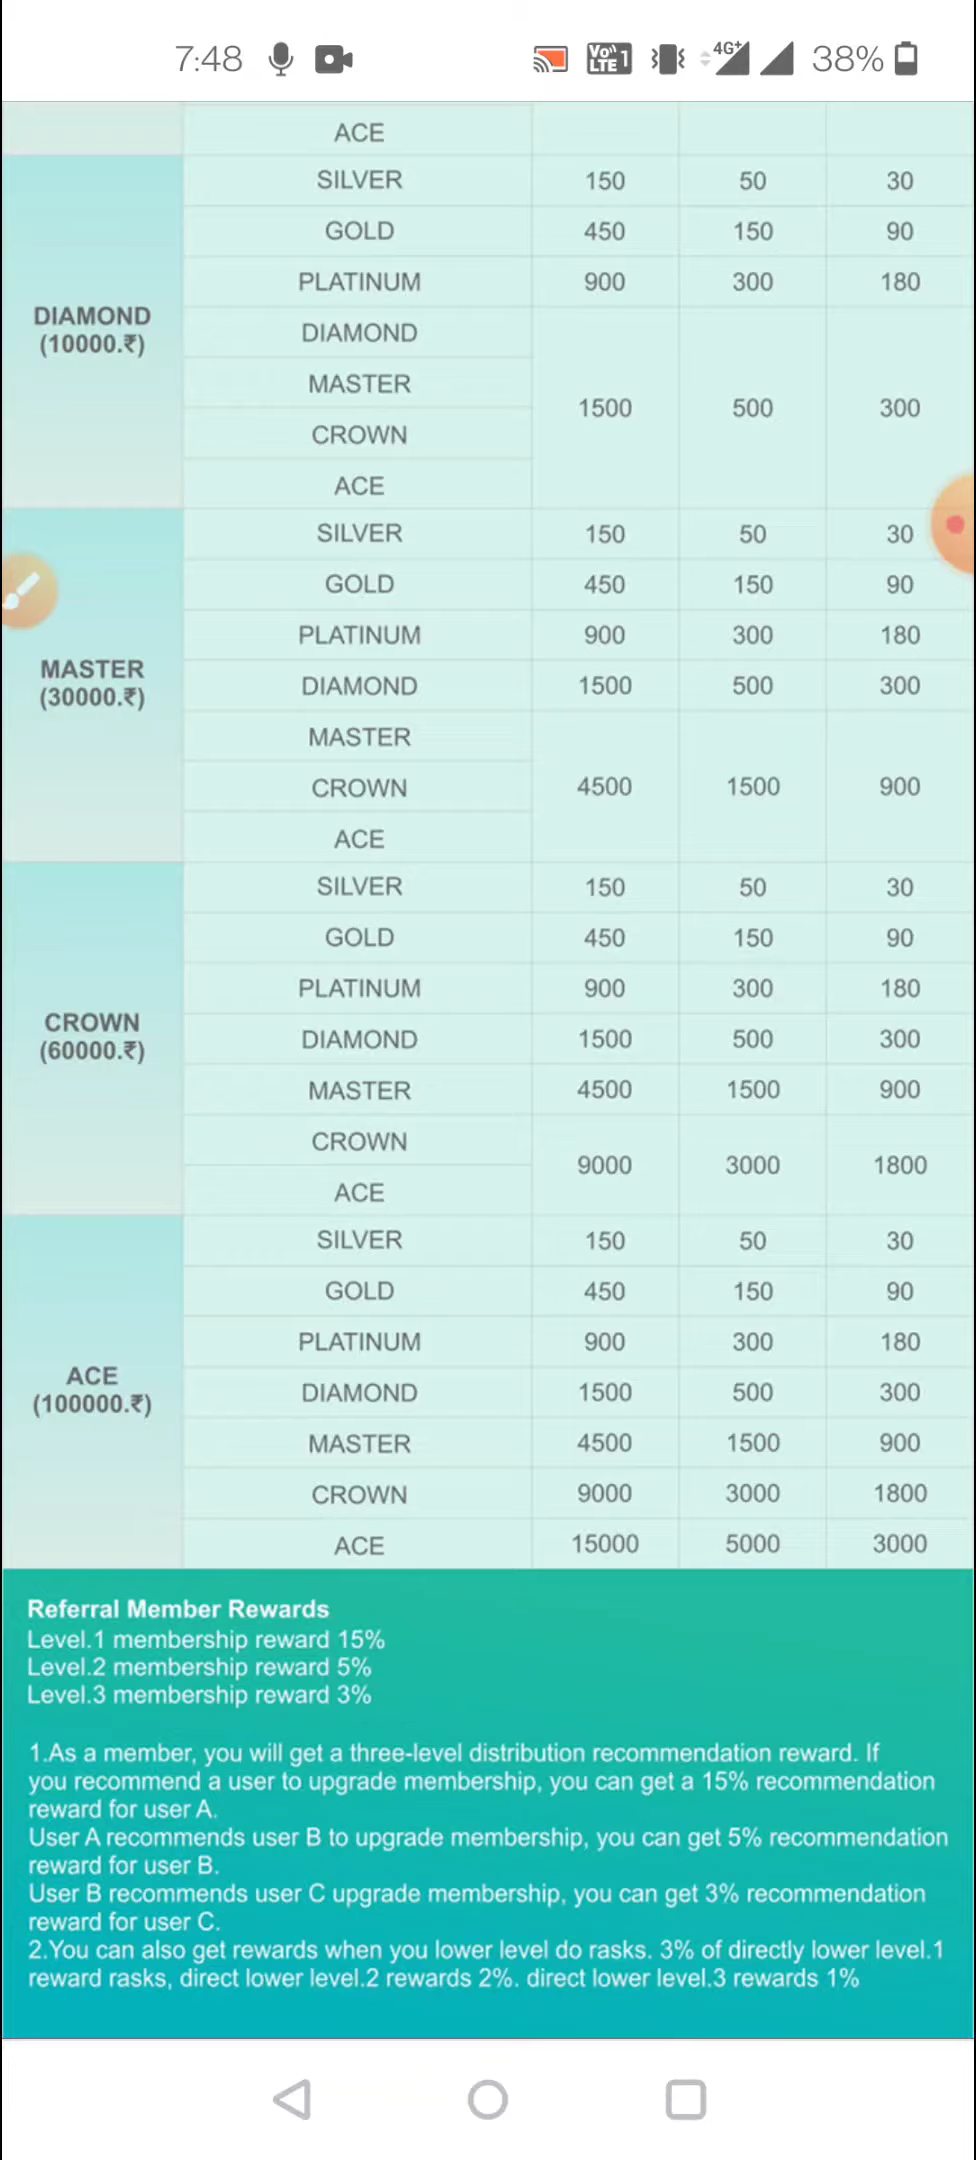 7:48 Vo)) LTE 1 4G+ 38%
ACE
SILVER 150 50 30
GOLD 450 150 90
PLATINUM 900 300 180
DIAMOND
(10000.₹)
DIAMOND
MASTER
1500 500 300
CROWN
ACE
SILVER 150 50 30
GOLD 450 150 90
PLATINUM 900 300 180
MASTER
(30000.₹)
DIAMOND 1500 500 300
MASTER
CROWN 4500 1500 900
ACE
SILVER 150 50 30
GOLD 450 150 90
PLATINUM 900 300 180
CROWN
(60000.₹)
DIAMOND 1500 500 300
MASTER 4500 1500 900
CROWN
9000 3000 1800
ACE
SILVER 150 50 30
GOLD 450 150 90
PLATINUM 900 300 180
ACE
(100000.₹)
DIAMOND 1500 500 300
MASTER 4500 1500 900
CROWN 9000 3000 1800
ACE 15000 5000 3000
Referral Member Rewards
Level.1 membership reward 15%
Level.2 membership reward 5%
Level.3 membership reward 3%
1.As a member, you will get a three-level distribution recommendation reward. If
you recommend a user to upgrade membership, you can get a 15% recommendation
reward for user A.
User A recommends user B to upgrade membership, you can get 5% recommendation
reward for user B.
User B recommends user C upgrade membership, you can get 3% recommendation
reward for user C.
2.You can also get rewards when you lower level do rasks. 3% of directly lower level.1
reward rasks, direct lower level.2 rewards 2%. direct lower level.3 rewards 1%